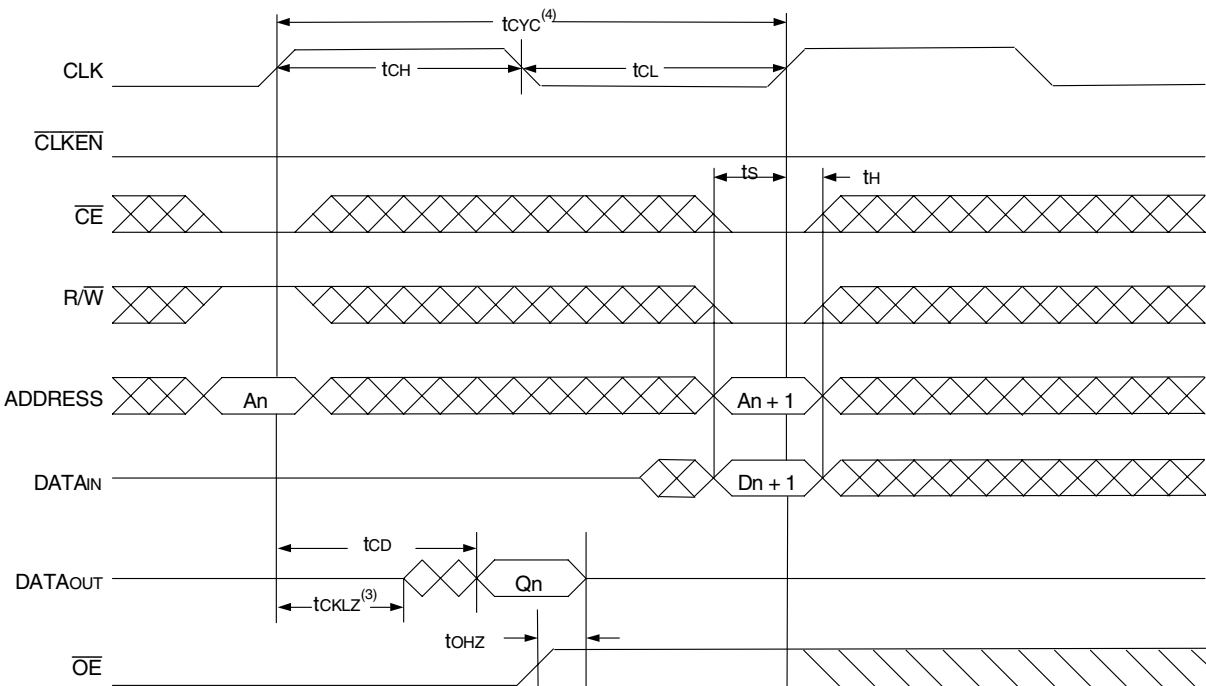 tCYC(4)
CLK
tCH
tCL
CLKEN
tS
tH
CE
R/W
ADDRESS
An
An + 1
DATAIN
Dn + 1
tCD
DATAOUT
Qn
tCKLZ(3)
tOHZ
OE